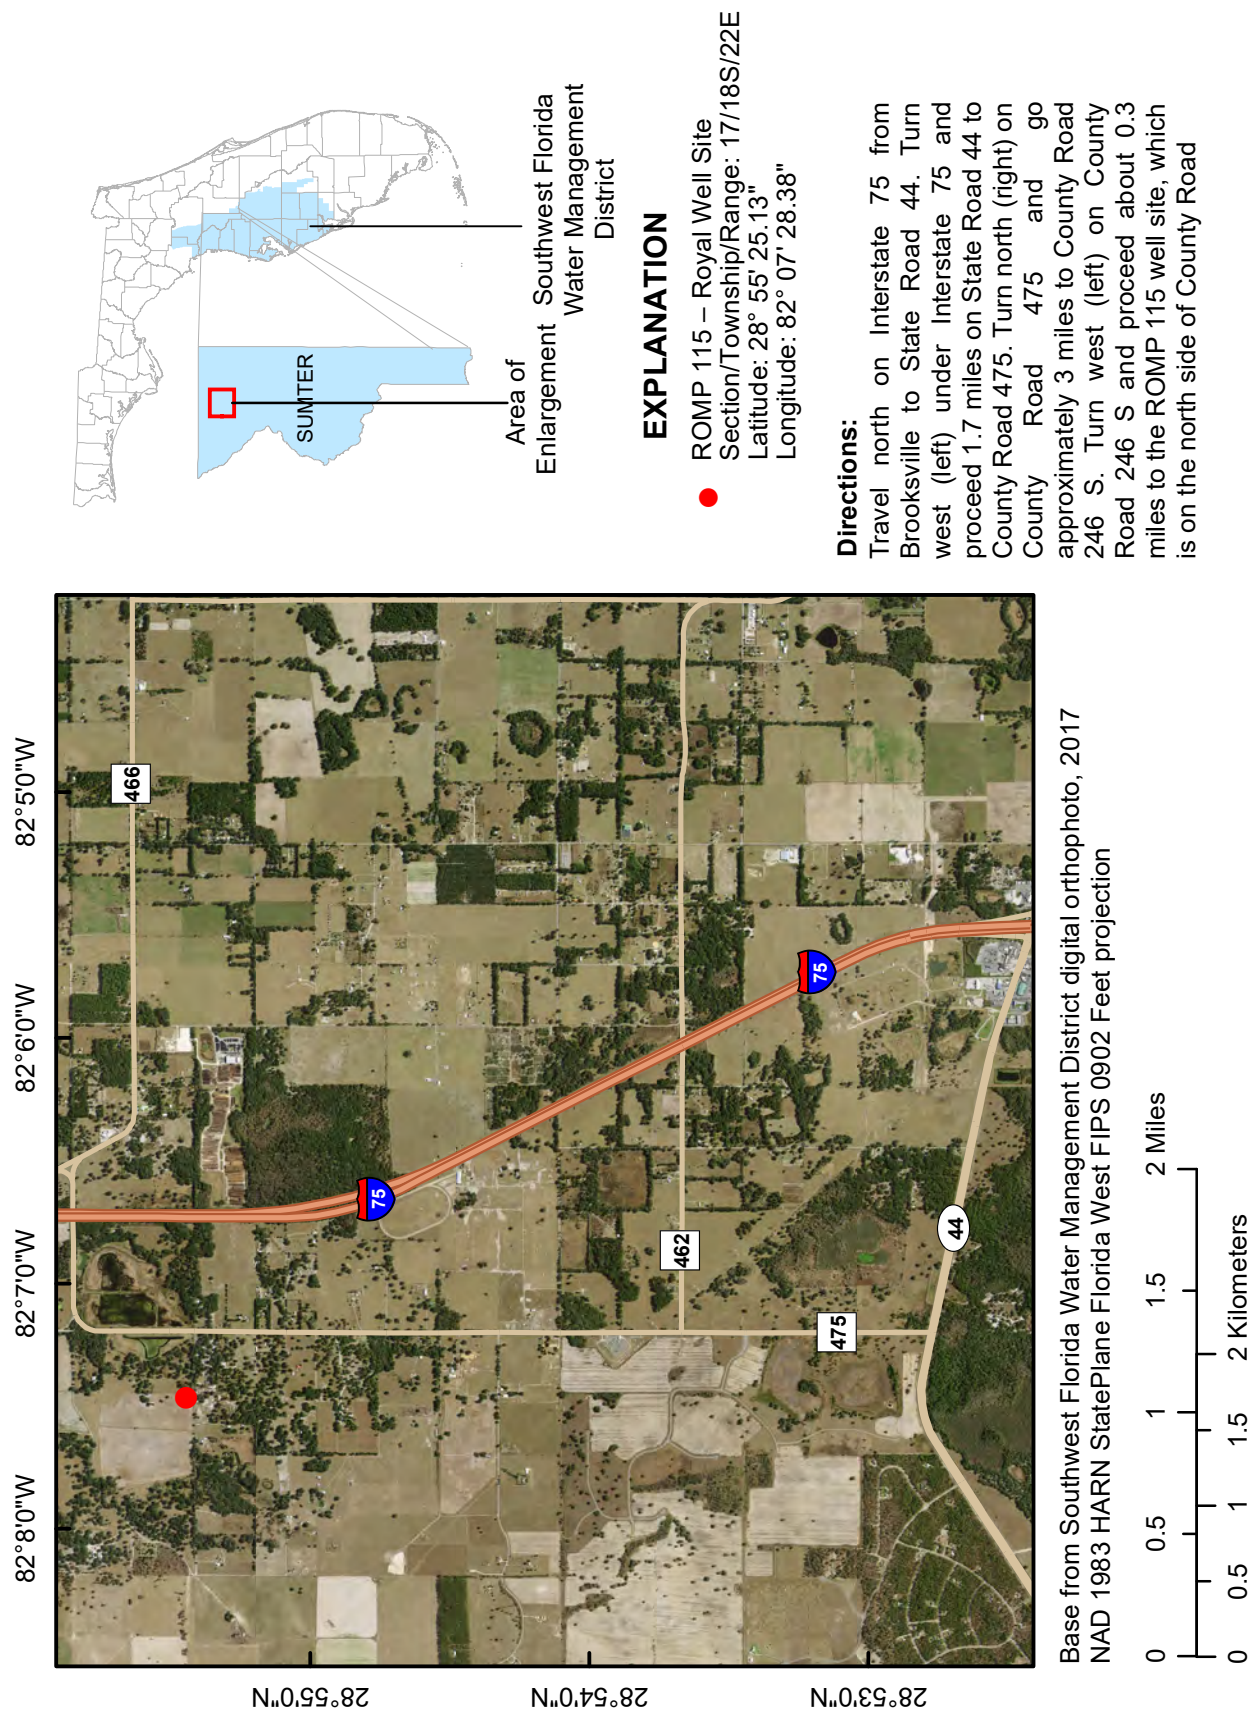 82°8'0"W
82°7'0"W
82°6'0"W
82°5'0"W
28°55'0"N
28°54'0"N
28°53'0"N
466
75
462
75
475
44
Base from Southwest Florida Water Management District digital orthophoto, 2017
NAD 1983 HARN StatePlane Florida West FIPS 0902 Feet projection
0 0.5 1 1.5 2 Miles
0 0.5 1 1.5 2 Kilometers
SUMTER
Area of
Enlargement
Southwest Florida
Water Management
District
EXPLANATION
ROMP 115 – Royal Well Site
Section/Township/Range: 17/18S/22E
Latitude: 28° 55' 25.13"
Longitude: 82° 07' 28.38"
Directions:
Travel north on Interstate 75 from
Brooksville to State Road 44. Turn
west (left) under Interstate 75 and
proceed 1.7 miles on State Road 44 to
County Road 475. Turn north (right) on
County Road 475 and go
approximately 3 miles to County Road
246 S. Turn west (left) on County
Road 246 S and proceed about 0.3
miles to the ROMP 115 well site, which
is on the north side of County Road